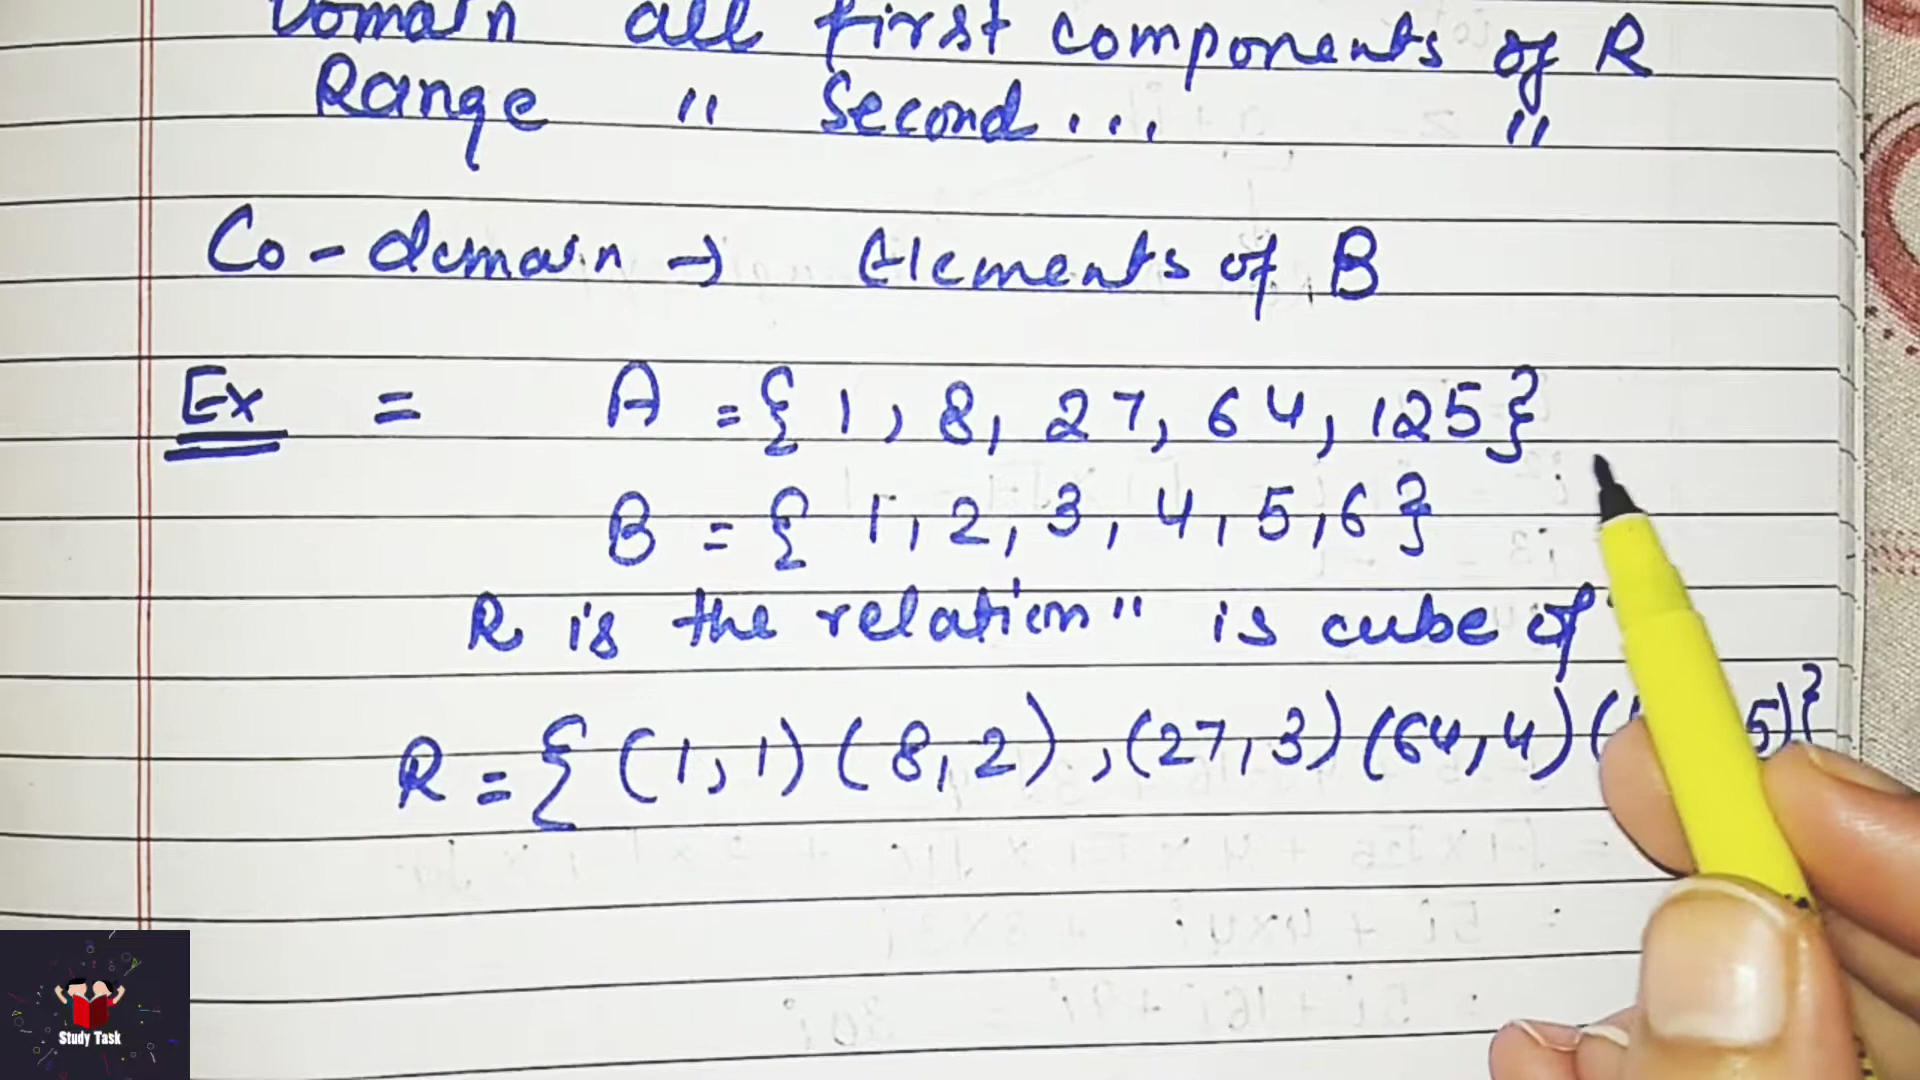 Domain all first components of R
Range " Second ... "
Co-domain → Elements of B
Ex = A = { 1, 8, 27, 64, 125}
B = { 1, 2, 3, 4, 5, 6 }
R is the relation " is cube of
R = { (1, 1) ( 8, 2) , (27, 3) (64, 4) ( 5)}
Study Task